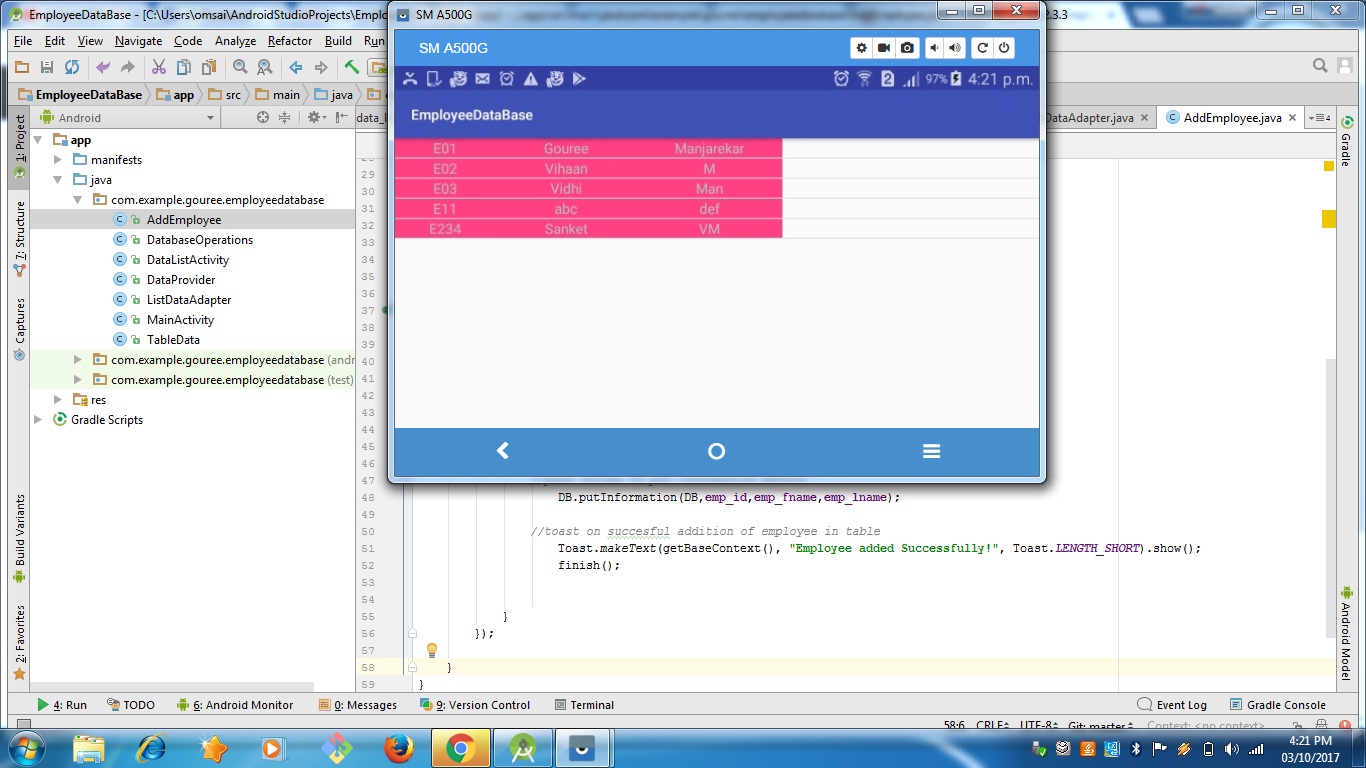 EmployeeDataBase - [C:\Users\omsai\AndroidStudioProjects\Emplo
SM A500G
2.3.3
File Edit View Navigate Code Analyze Refactor Build Run
SM A500G
97% 4:21 p.m.
EmployeeDataBase app src main java
EmployeeDataBase
Android
data_l
DataAdapter.java AddEmployee.java
4
1: Project
7: Structure
Captures
Build Variants
2: Favorites
app
manifests
java
com.example.gouree.employeedatabase
AddEmployee
DatabaseOperations
DataListActivity
DataProvider
ListDataAdapter
MainActivity
TableData
com.example.gouree.employeedatabase (andr
com.example.gouree.employeedatabase (test)
res
Gradle Scripts
E01 Gouree Manjarekar
E02 Vihaan M
E03 Vidhi Man
E11 abc def
E234 Sanket VM
29
30
31
32
33
34
35
36
37
38
39
40
41
42
43
44
45
46
47
48 DB.putInformation(DB,emp_id,emp_fname,emp_lname);
49
50 //toast on succesful addition of employee in table
51 Toast.makeText(getBaseContext(), "Employee added Successfully!", Toast.LENGTH_SHORT).show();
52 finish();
53
54
55 }
56 });
57
58 }
59 }
Gradle
Android Model
4: Run TODO 6: Android Monitor 0: Messages 9: Version Control Terminal Event Log Gradle Console
58:6 CRLF UTF-8 Git: master Context: <no context>
4:21 PM
03/10/2017